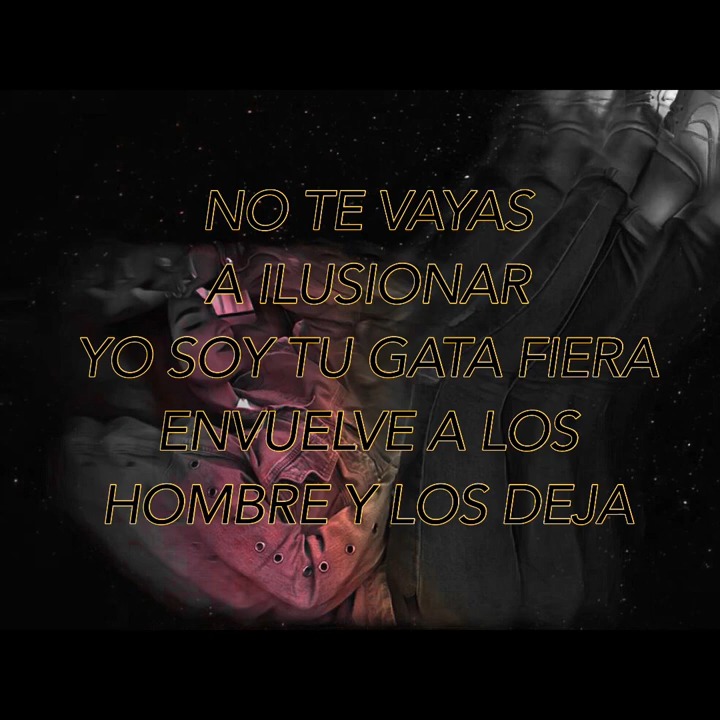 NO TE VAYAS
A ILUSIONAR
YO SOY TU GATA FIERA
ENVUELVE A LOS
HOMBRE Y LOS DEJA